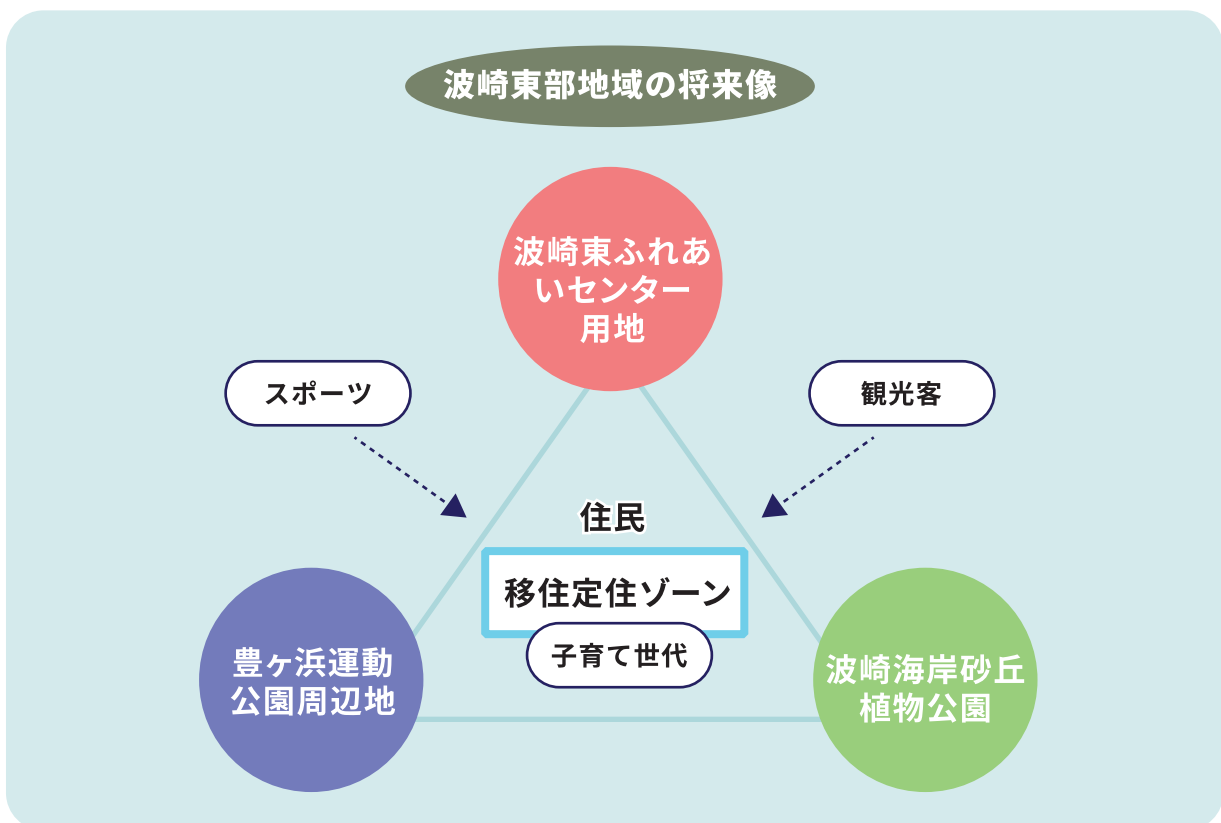 波崎東部地域の将来像
波崎東ふれあ
いセンター
用地
スポーツ
観光客
住民
移住定住ゾーン
子育て世代
豊ヶ浜運動
公園周辺地
波崎海岸砂丘
植物公園